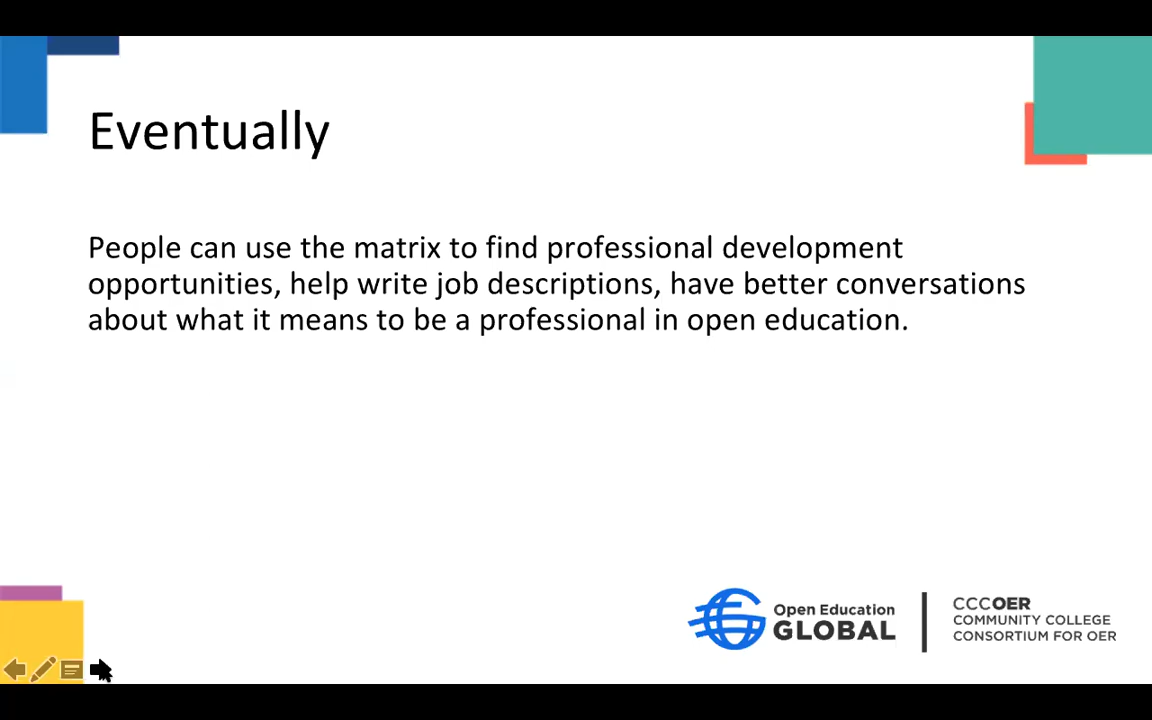 Eventually
People can use the matrix to find professional development
opportunities, help write job descriptions, have better conversations
about what it means to be a professional in open education.
Open Education
GLOBAL
CCCOER
COMMUNITY COLLEGE
CONSORTIUM FOR OER